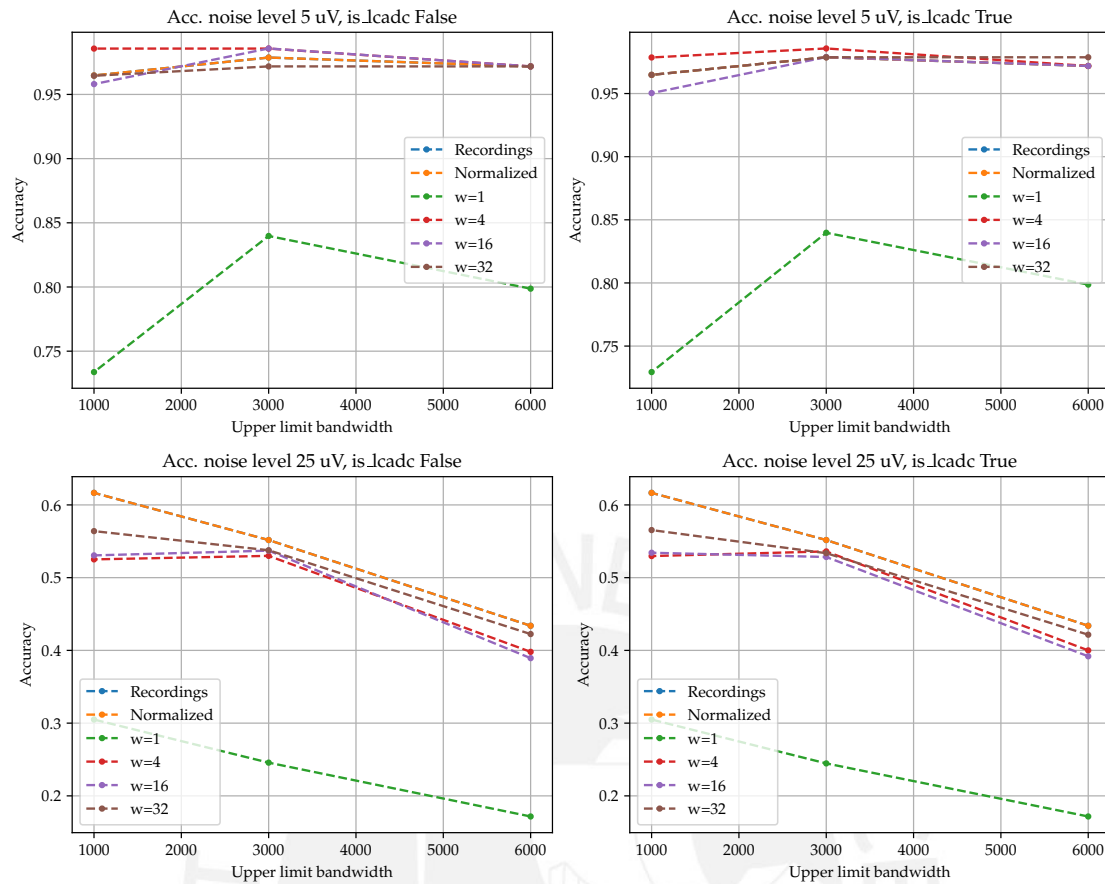 Acc. noise level 5 uV, is_lcadc False
Accuracy
0.95
0.90
0.85
0.80
0.75
Recordings
Normalized
w=1
w=4
w=16
w=32
1000 2000 3000 4000 5000 6000
Upper limit bandwidth
Acc. noise level 5 uV, is_lcadc True
Accuracy
0.95
0.90
0.85
0.80
0.75
Recordings
Normalized
w=1
w=4
w=16
w=32
1000 2000 3000 4000 5000 6000
Upper limit bandwidth
Acc. noise level 25 uV, is_lcadc False
Accuracy
0.6
0.5
0.4
0.3
0.2
Recordings
Normalized
w=1
w=4
w=16
w=32
1000 2000 3000 4000 5000 6000
Upper limit bandwidth
Acc. noise level 25 uV, is_lcadc True
Accuracy
0.6
0.5
0.4
0.3
0.2
Recordings
Normalized
w=1
w=4
w=16
w=32
1000 2000 3000 4000 5000 6000
Upper limit bandwidth